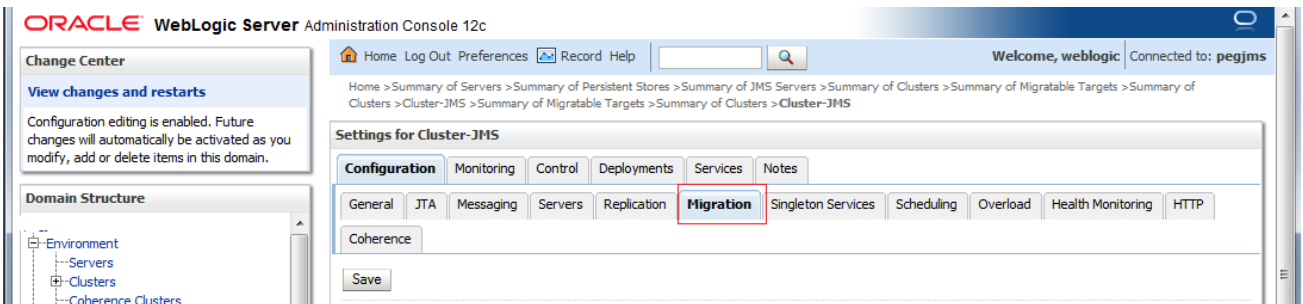 ORACLE WebLogic Server Administration Console 12c
Change Center
View changes and restarts
Configuration editing is enabled. Future
changes will automatically be activated as you
modify, add or delete items in this domain.
Domain Structure
Environment
Servers
Clusters
Coherence Clusters
Home Log Out Preferences Record Help
Welcome, weblogic Connected to: pegjms
Home >Summary of Servers >Summary of Persistent Stores >Summary of JMS Servers >Summary of Clusters >Summary of Migratable Targets >Summary of
Clusters >Cluster-JMS >Summary of Migratable Targets >Summary of Clusters >Cluster-JMS
Settings for Cluster-JMS
Configuration Monitoring Control Deployments Services Notes
General JTA Messaging Servers Replication Migration Singleton Services Scheduling Overload Health Monitoring HTTP
Coherence
Save